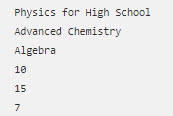 Physics for High School
Advanced Chemistry
Algebra
10
15
7